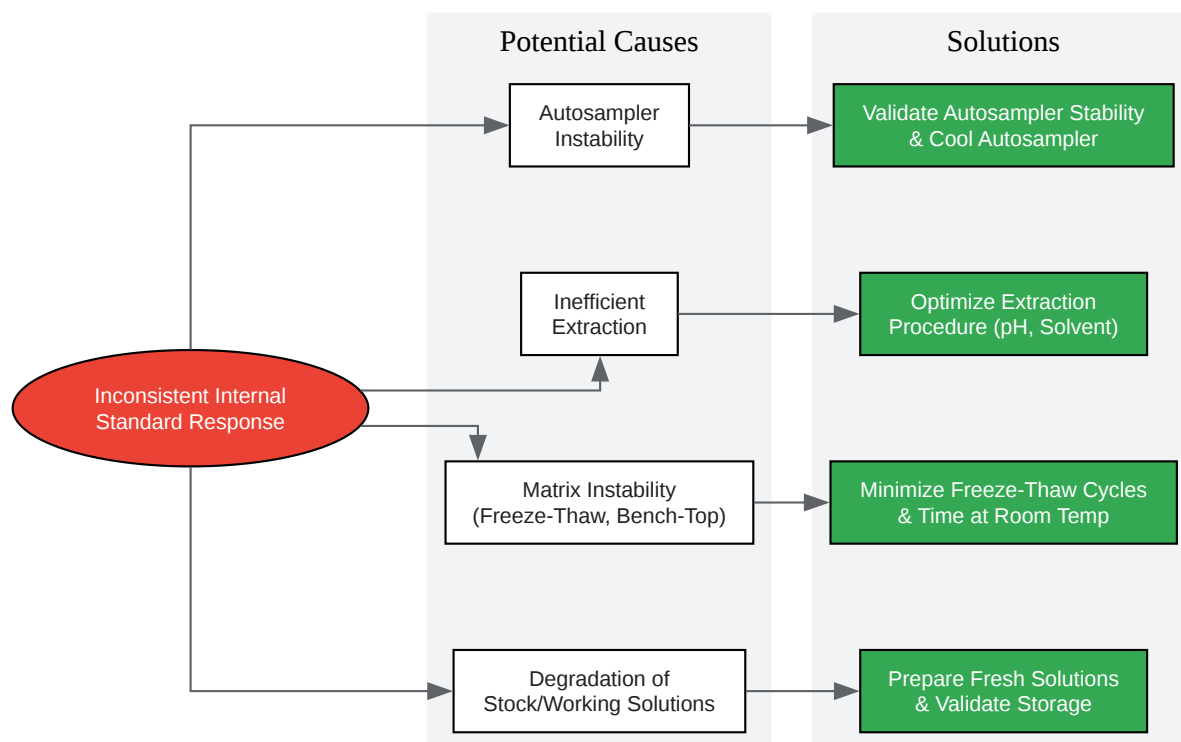 Potential Causes
Solutions
Autosampler
Instability
Validate Autosampler Stability
& Cool Autosampler
Inefficient
Extraction
Optimize Extraction
Procedure (pH, Solvent)
Inconsistent Internal
Standard Response
Matrix Instability
(Freeze-Thaw, Bench-Top)
Minimize Freeze-Thaw Cycles
& Time at Room Temp
Degradation of
Stock/Working Solutions
Prepare Fresh Solutions
& Validate Storage